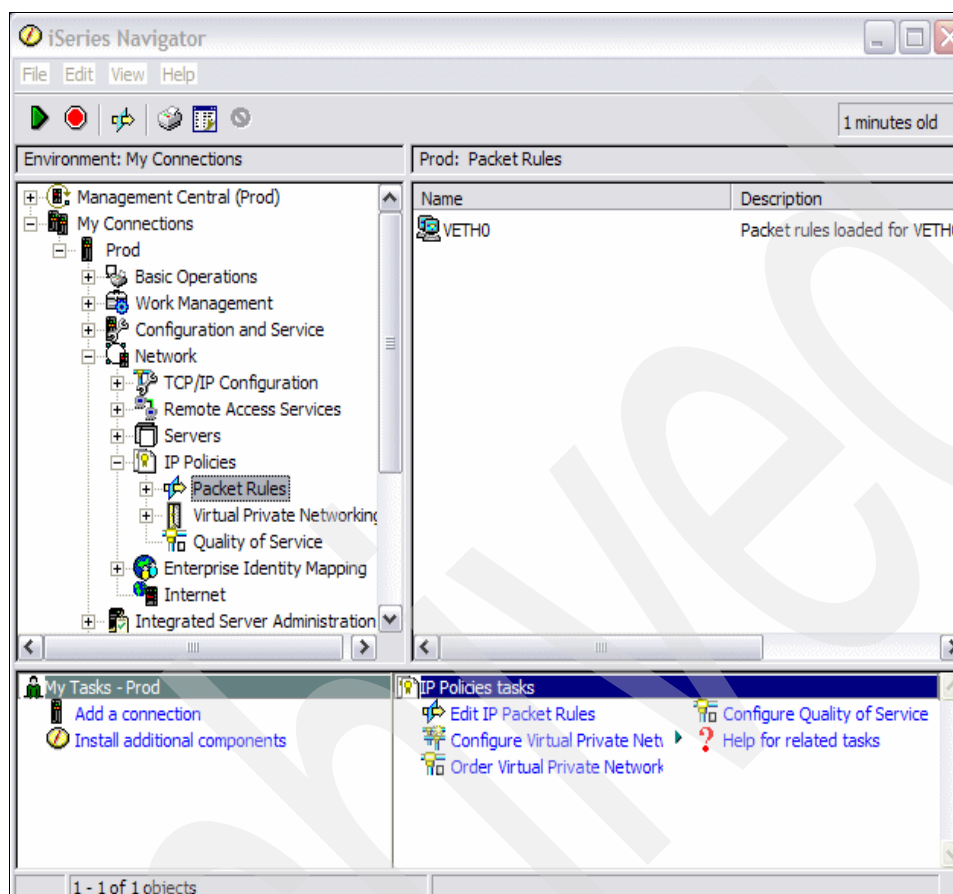 iSeries Navigator
File Edit View Help
1 minutes old
Environment: My Connections
Prod: Packet Rules
Management Central (Prod)
My Connections
Prod
Basic Operations
Work Management
Configuration and Service
Network
TCP/IP Configuration
Remote Access Services
Servers
IP Policies
Packet Rules
Virtual Private Networking
Quality of Service
Enterprise Identity Mapping
Internet
Integrated Server Administration
Name Description
VETH0 Packet rules loaded for VETH0
My Tasks - Prod
Add a connection
Install additional components
IP Policies tasks
Edit IP Packet Rules
Configure Virtual Private Netw
Order Virtual Private Network
Configure Quality of Service
Help for related tasks
1 - 1 of 1 objects